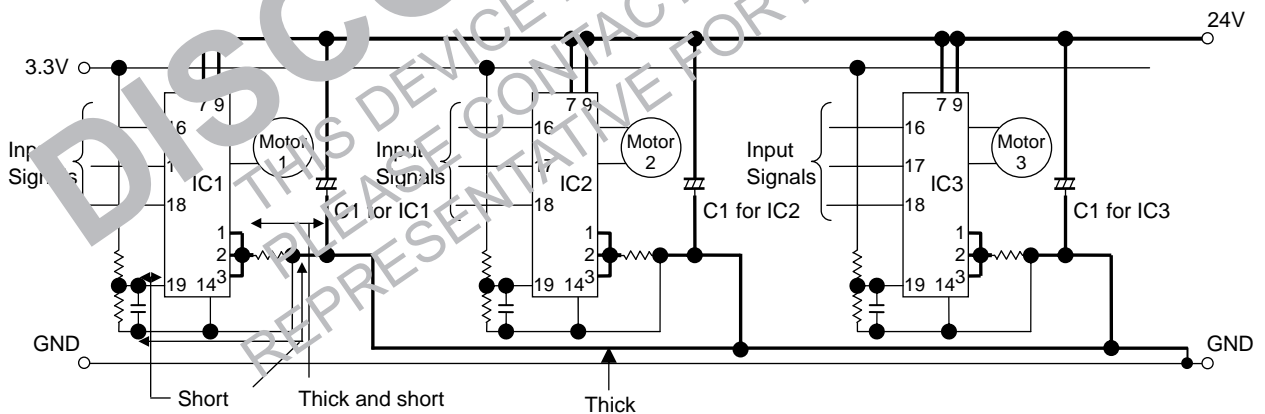 DISCO
THIS DEVICE
PLEASE CONTACT
REPRESENTATIVE FOR
24V
3.3V
7 9
16
18
Input
Signals
IC1
Motor
1
C1 for IC1
1
2
3
19
14
7 9
16
17
18
Input
Signals
IC2
Motor
2
C1 for IC2
1
2
3
19
14
7 9
16
17
18
Input
Signals
IC3
Motor
3
C1 for IC3
1
2
3
19
14
GND
GND
Short
Thick and short
Thick